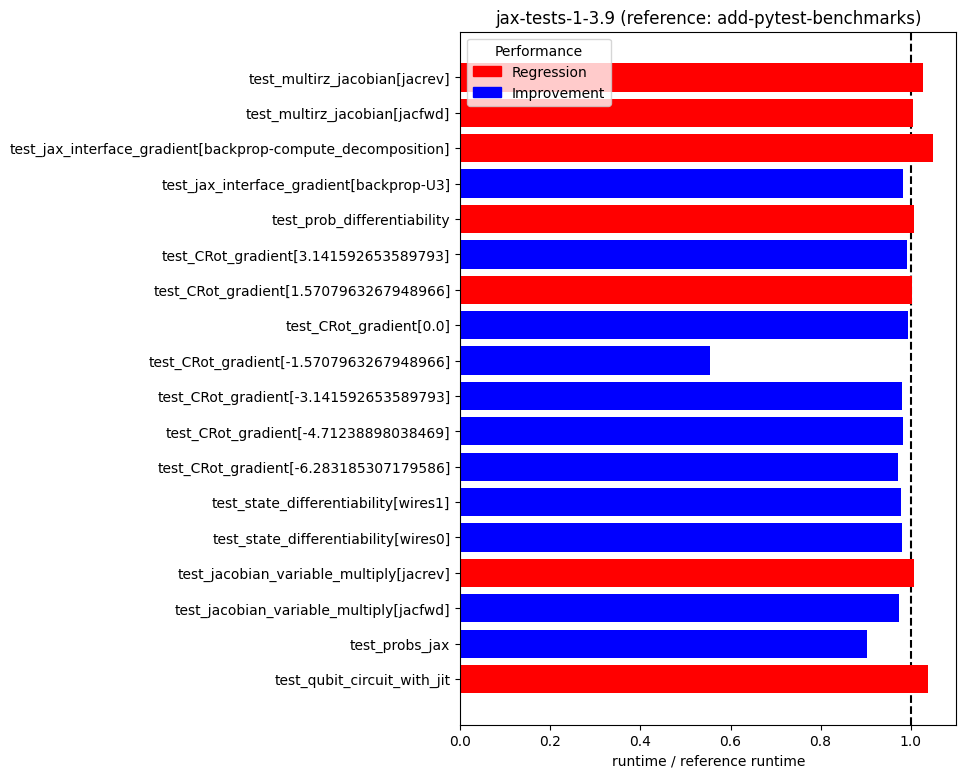 jax-tests-1-3.9 (reference: add-pytest-benchmarks)
Performance
Regression
Improvement
test_multirz_jacobian[jacrev]
test_multirz_jacobian[jacfwd]
test_jax_interface_gradient[backprop-compute_decomposition]
test_jax_interface_gradient[backprop-U3]
test_prob_differentiability
test_CRot_gradient[3.141592653589793]
test_CRot_gradient[1.5707963267948966]
test_CRot_gradient[0.0]
test_CRot_gradient[-1.5707963267948966]
test_CRot_gradient[-3.141592653589793]
test_CRot_gradient[-4.71238898038469]
test_CRot_gradient[-6.283185307179586]
test_state_differentiability[wires1]
test_state_differentiability[wires0]
test_jacobian_variable_multiply[jacrev]
test_jacobian_variable_multiply[jacfwd]
test_probs_jax
test_qubit_circuit_with_jit
0.0 0.2 0.4 0.6 0.8 1.0
runtime / reference runtime